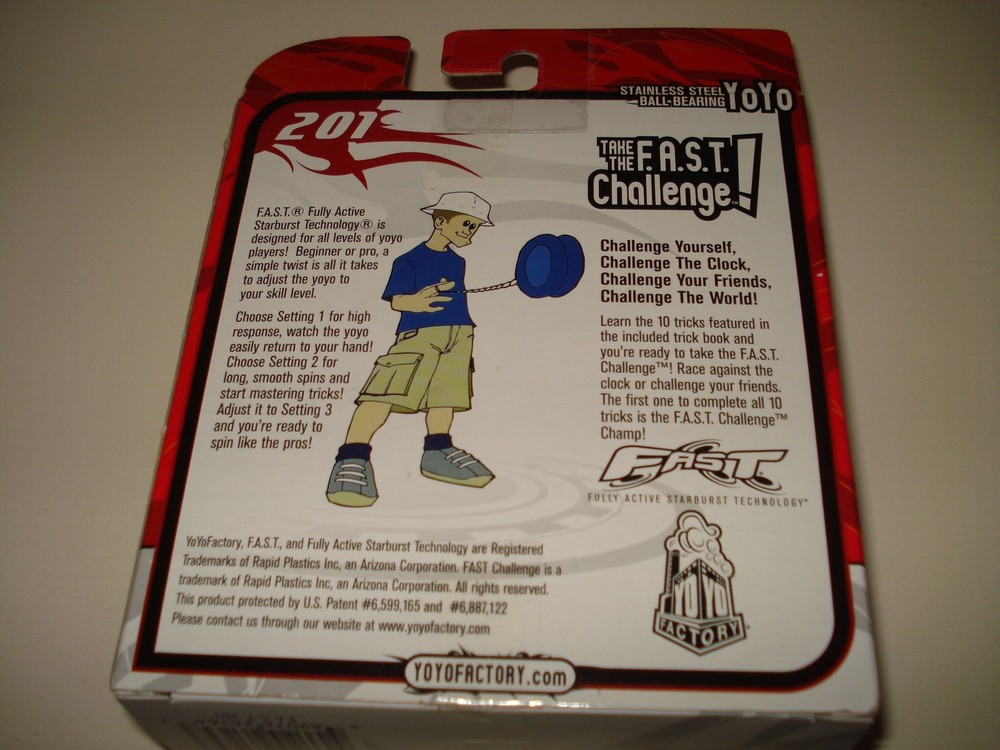 STAINLESS STEEL
BALL-BEARING YoYo
201
TAKE
THE F.A.S.T.
Challenge!™
F.A.S.T.® Fully Active
Starburst Technology® is
designed for all levels of yoyo
players! Beginner or pro, a
simple twist is all it takes
to adjust the yoyo to
your skill level.
Choose Setting 1 for high
response, watch the yoyo
easily return to your hand!
Choose Setting 2 for
long, smooth spins and
start mastering tricks!
Adjust it to Setting 3
and you're ready to
spin like the pros!
Challenge Yourself,
Challenge The Clock,
Challenge Your Friends,
Challenge The World!
Learn the 10 tricks featured in
the included trick book and
you're ready to take the F.A.S.T.
Challenge™! Race against the
clock or challenge your friends.
The first one to complete all 10
tricks is the F.A.S.T. Challenge™
Champ!
FAST
FULLY ACTIVE STARBURST TECHNOLOGY®
YOYO
FACTORY®
YoYoFactory, F.A.S.T., and Fully Active Starburst Technology are Registered
Trademarks of Rapid Plastics Inc, an Arizona Corporation. FAST Challenge is a
trademark of Rapid Plastics Inc, an Arizona Corporation. All rights reserved.
This product protected by U.S. Patent #6,599,165 and #6,887,122
Please contact us through our website at www.yoyofactory.com
YOYOFACTORY.com